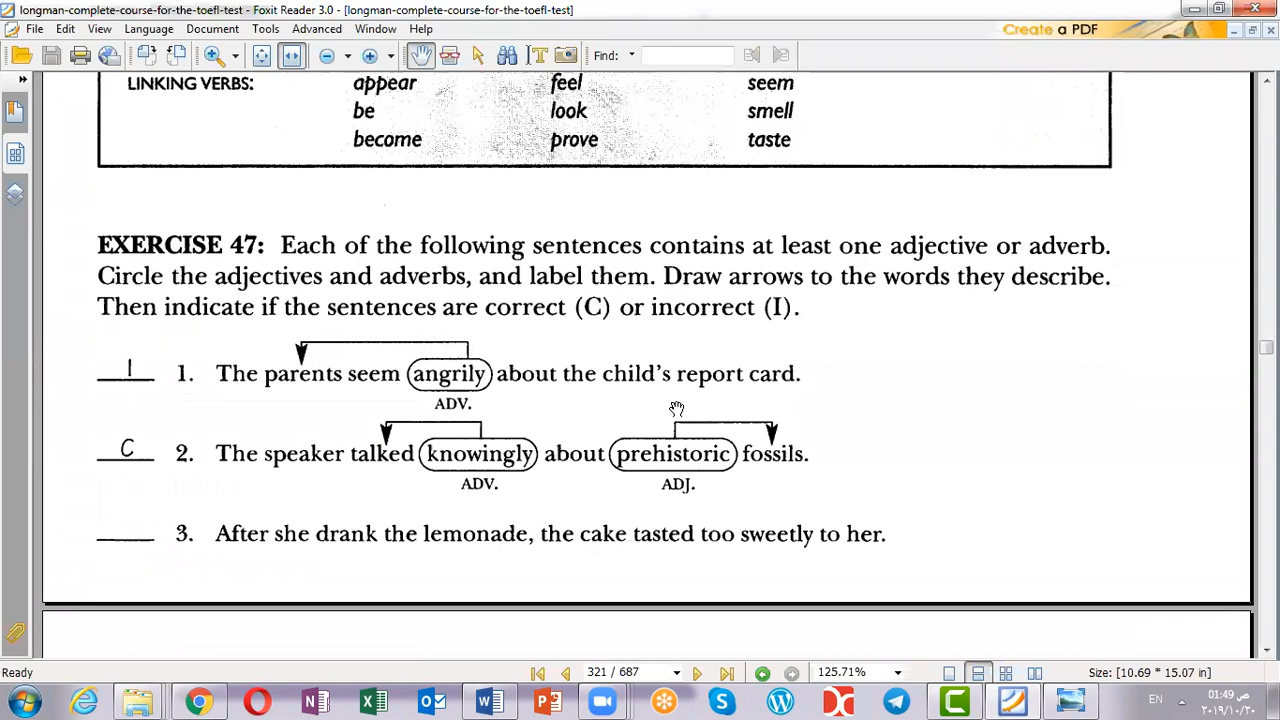 longman-complete-course-for-the-toefl-test - Foxit Reader 3.0 - [longman-complete-course-for-the-toefl-test]
File Edit View Language Document Tools Advanced Window Help
Create a PDF
Find:
LINKING VERBS: appear feel seem
be look smell
become prove taste
EXERCISE 47: Each of the following sentences contains at least one adjective or adverb.
Circle the adjectives and adverbs, and label them. Draw arrows to the words they describe.
Then indicate if the sentences are correct (C) or incorrect (I).
I 1. The parents seem angrily about the child's report card.
ADV.
C 2. The speaker talked knowingly about prehistoric fossils.
ADV. ADJ.
3. After she drank the lemonade, the cake tasted too sweetly to her.
Ready 321 / 687 125.71% Size: [10.69 * 15.07 in]
EN 01:49 ص
٢٠١٩/١٠/٢٠